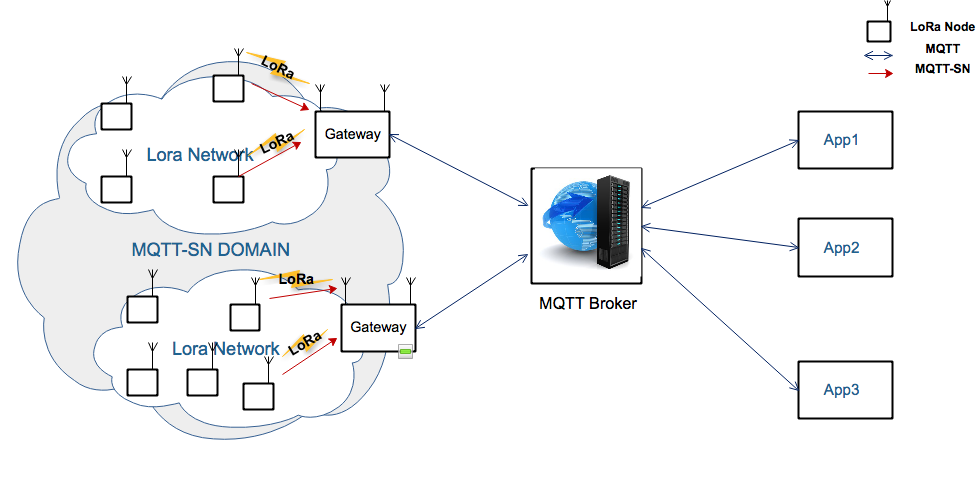 LoRa Node
MQTT
MQTT-SN
LoRa
Gateway
LoRa
Lora Network
App1
App2
MQTT-SN DOMAIN
LoRa
MQTT Broker
Gateway
LoRa
Lora Network
App3